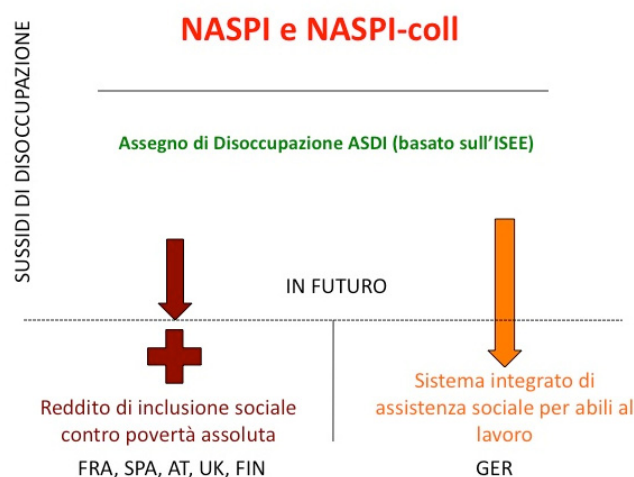 NASPI e NASPI-coll
SUSSIDI DI DISOCCUPAZIONE
Assegno di Disoccupazione ASDI (basato sull'ISEE)
IN FUTURO
Reddito di inclusione sociale
contro povertà assoluta
FRA, SPA, AT, UK, FIN
Sistema integrato di
assistenza sociale per abili al
lavoro
GER